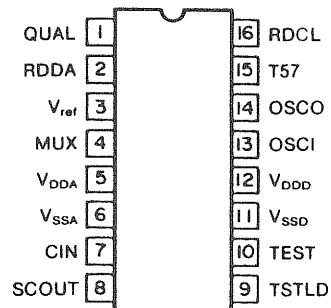 QUAL 1 16 RDCL
RDDA 2 15 T57
Vref 3 14 OSCO
MUX 4 13 OSCI
VDDA 5 12 VDDD
VSSA 6 11 VSSD
CIN 7 10 TEST
SCOUT 8 9 TSTLD